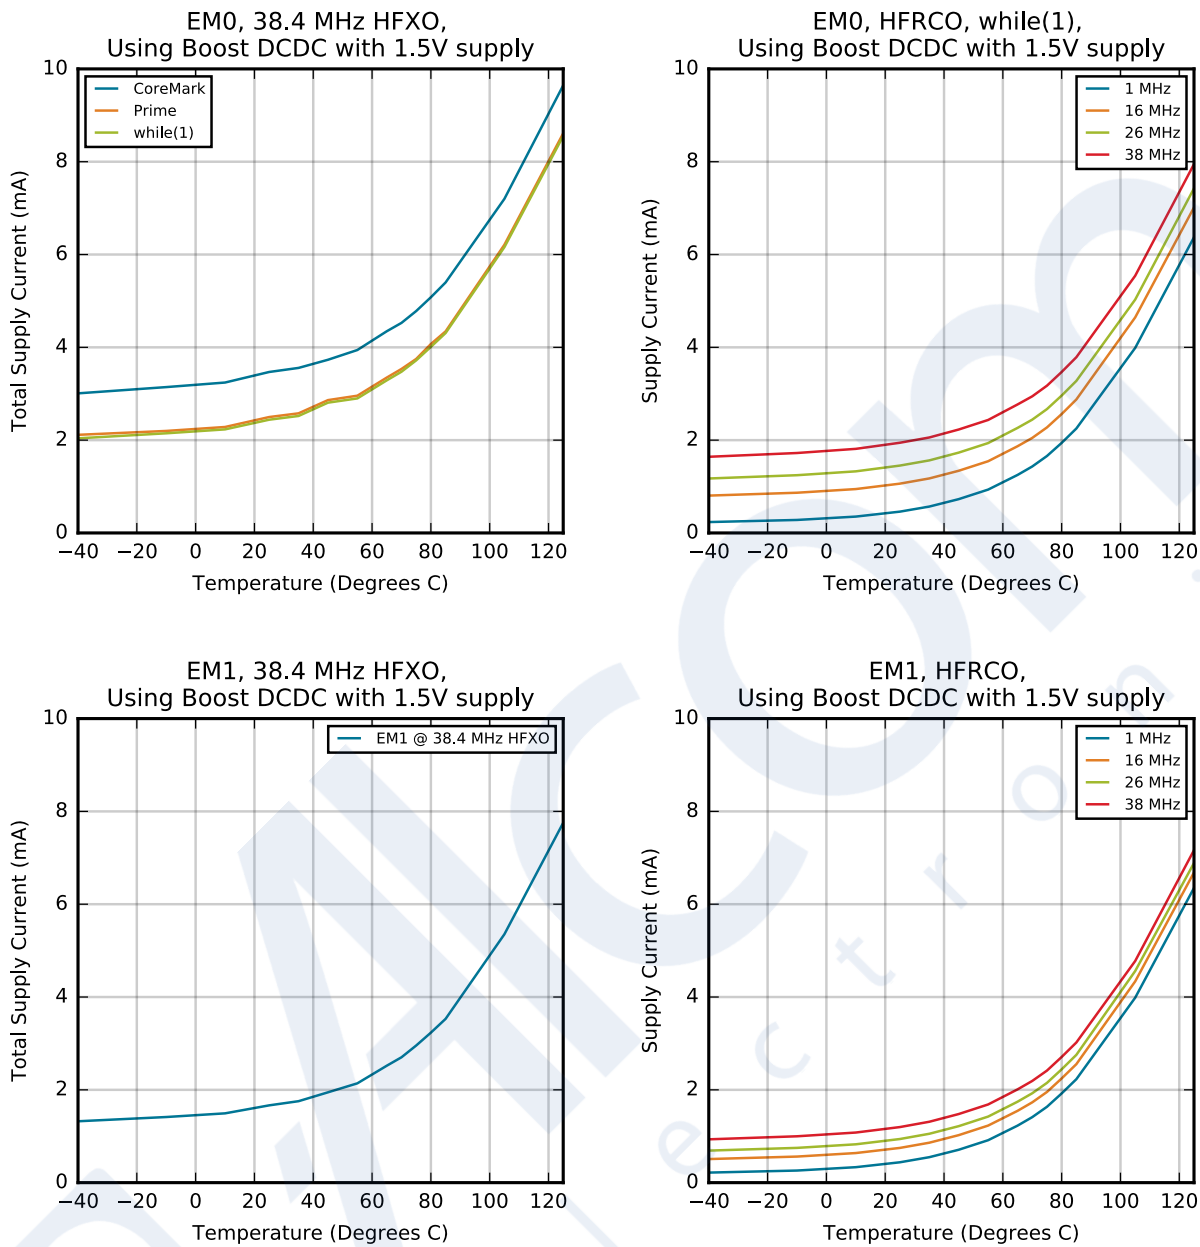 EM0, 38.4 MHz HFXO,
Using Boost DCDC with 1.5V supply
10
8
6
4
2
0
Total Supply Current (mA)
CoreMark
Prime
while(1)
−40 −20 0 20 40 60 80 100 120
Temperature (Degrees C)
EM0, HFRCO, while(1),
Using Boost DCDC with 1.5V supply
10
8
6
4
2
0
Supply Current (mA)
1 MHz
16 MHz
26 MHz
38 MHz
−40 −20 0 20 40 60 80 100 120
Temperature (Degrees C)
EM1, 38.4 MHz HFXO,
Using Boost DCDC with 1.5V supply
10
8
6
4
2
0
Total Supply Current (mA)
EM1 @ 38.4 MHz HFXO
−40 −20 0 20 40 60 80 100 120
Temperature (Degrees C)
EM1, HFRCO,
Using Boost DCDC with 1.5V supply
10
8
6
4
2
0
Supply Current (mA)
1 MHz
16 MHz
26 MHz
38 MHz
−40 −20 0 20 40 60 80 100 120
Temperature (Degrees C)